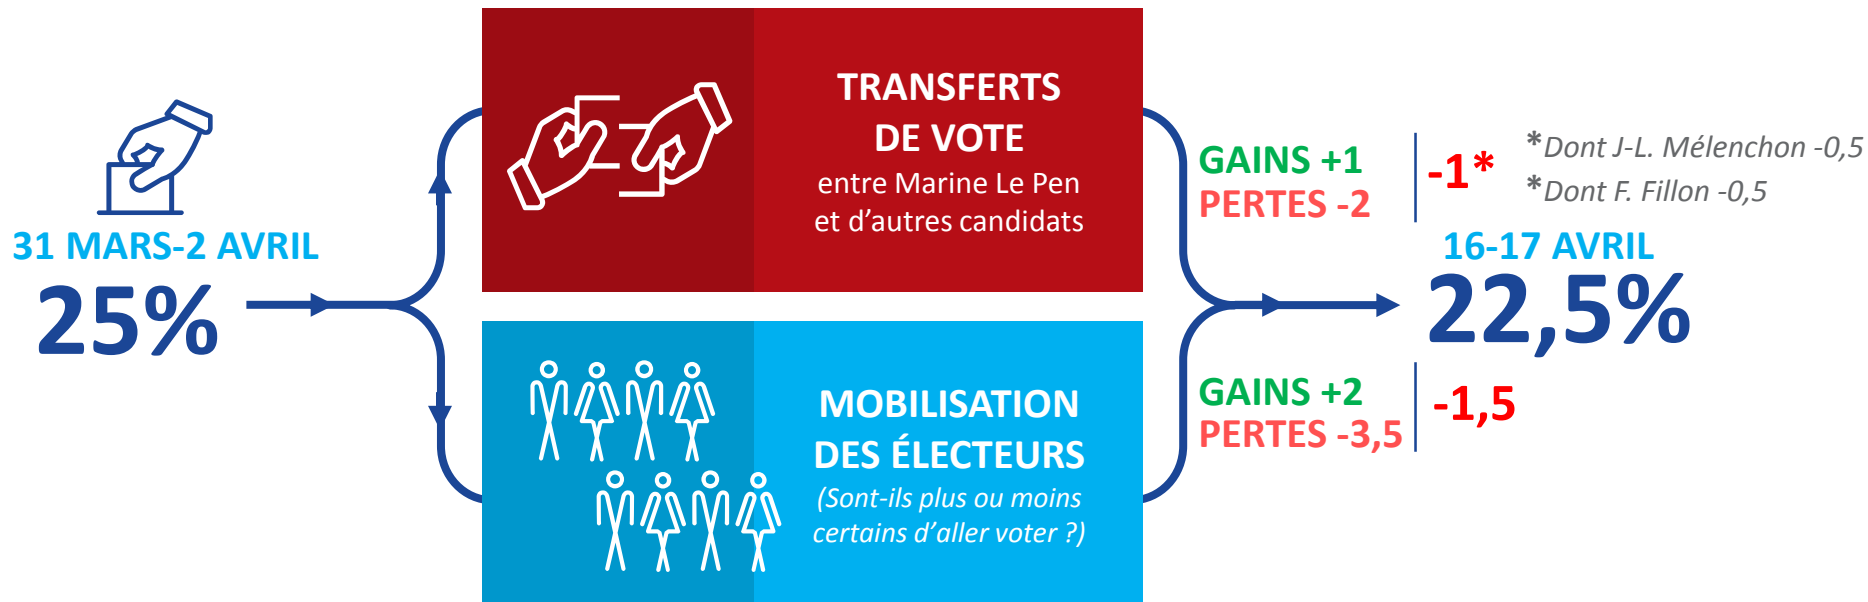 31 MARS-2 AVRIL
25%
TRANSFERTS
DE VOTE
entre Marine Le Pen
et d’autres candidats
GAINS +1
PERTES -2
-1*
*Dont J-L. Mélenchon -0,5
*Dont F. Fillon -0,5
16-17 AVRIL
22,5%
MOBILISATION
DES ÉLECTEURS
(Sont-ils plus ou moins
certains d’aller voter ?)
GAINS +2
PERTES -3,5
-1,5